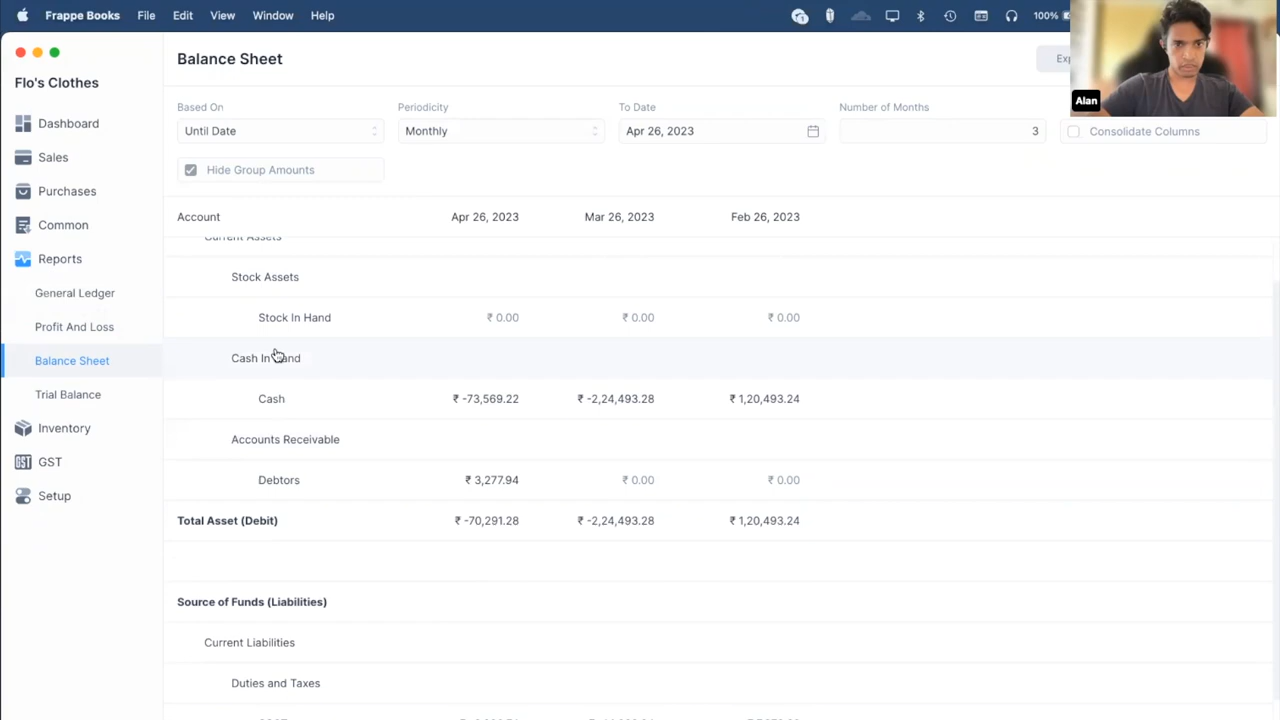 Frappe Books File Edit View Window Help 100%
Flo's Clothes
Dashboard
Sales
Purchases
Common
Reports
General Ledger
Profit And Loss
Balance Sheet
Trial Balance
Inventory
GST GST
Setup
Balance Sheet
Based On Periodicity To Date Number of Months
Until Date Monthly Apr 26, 2023 3 Consolidate Columns
Hide Group Amounts
Account Apr 26, 2023 Mar 26, 2023 Feb 26, 2023
Current Assets
Stock Assets
Stock In Hand ₹ 0.00 ₹ 0.00 ₹ 0.00
Cash In Hand
Cash ₹ -73,569.22 ₹ -2,24,493.28 ₹ 1,20,493.24
Accounts Receivable
Debtors ₹ 3,277.94 ₹ 0.00 ₹ 0.00
Total Asset (Debit) ₹ -70,291.28 ₹ -2,24,493.28 ₹ 1,20,493.24
Source of Funds (Liabilities)
Current Liabilities
Duties and Taxes
Alan